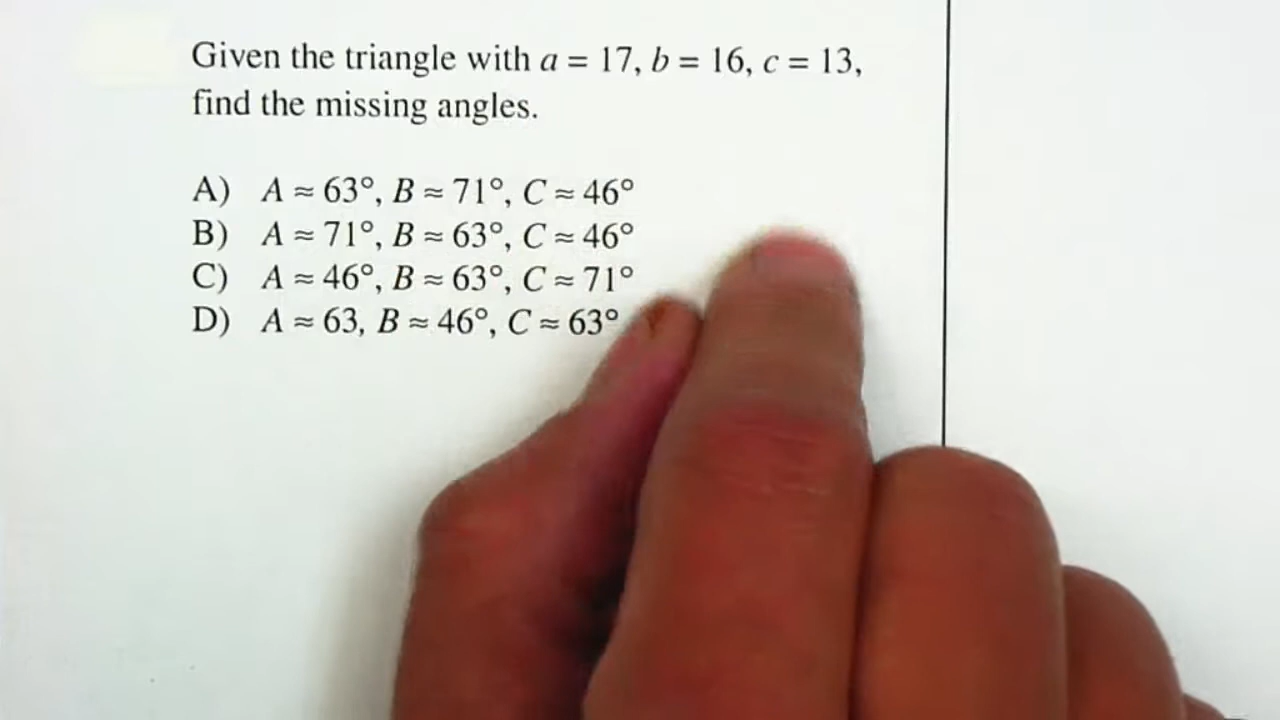 Given the triangle with a = 17, b = 16, c = 13,
find the missing angles.
A) A ≈ 63°, B ≈ 71°, C ≈ 46°
B) A ≈ 71°, B ≈ 63°, C ≈ 46°
C) A ≈ 46°, B ≈ 63°, C ≈ 71°
D) A ≈ 63, B ≈ 46°, C ≈ 63°